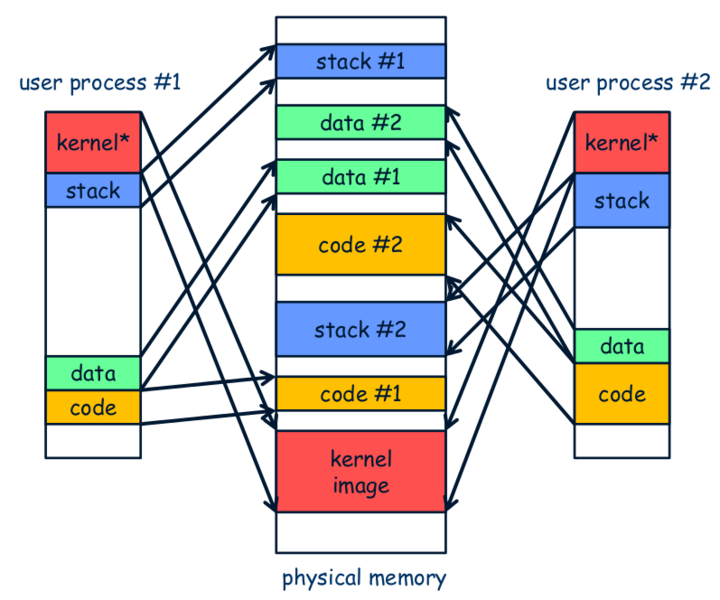 user process #1
kernel*
stack
data
code
stack #1
data #2
data #1
code #2
stack #2
code #1
kernel
image
physical memory
user process #2
kernel*
stack
data
code